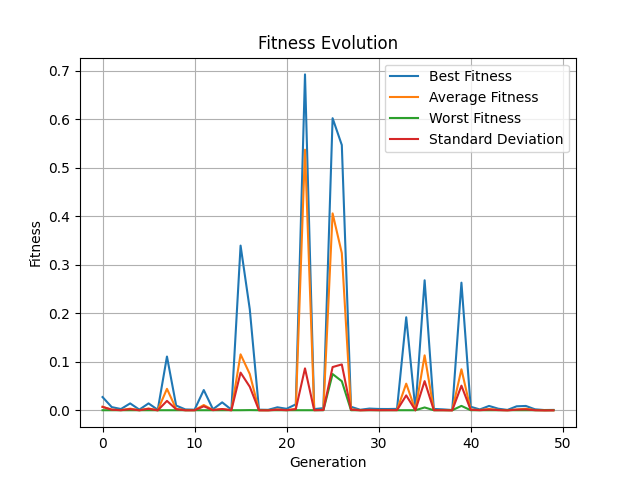 Fitness Evolution
Best Fitness
Average Fitness
Worst Fitness
Standard Deviation
Fitness
0.7
0.6
0.5
0.4
0.3
0.2
0.1
0.0
0 10 20 30 40 50
Generation